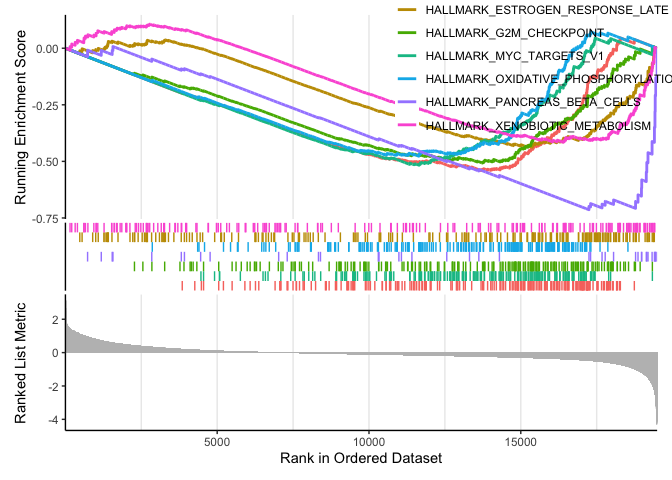 HALLMARK_ESTROGEN_RESPONSE_LATE
HALLMARK_G2M_CHECKPOINT
HALLMARK_MYC_TARGETS_V1
HALLMARK_OXIDATIVE_PHOSPHORYLATIO
HALLMARK_PANCREAS_BETA_CELLS
HALLMARK_XENOBIOTIC_METABOLISM
Running Enrichment Score
0.00
-0.25
-0.50
-0.75
Ranked List Metric
2
0
-2
-4
5000 10000 15000
Rank in Ordered Dataset